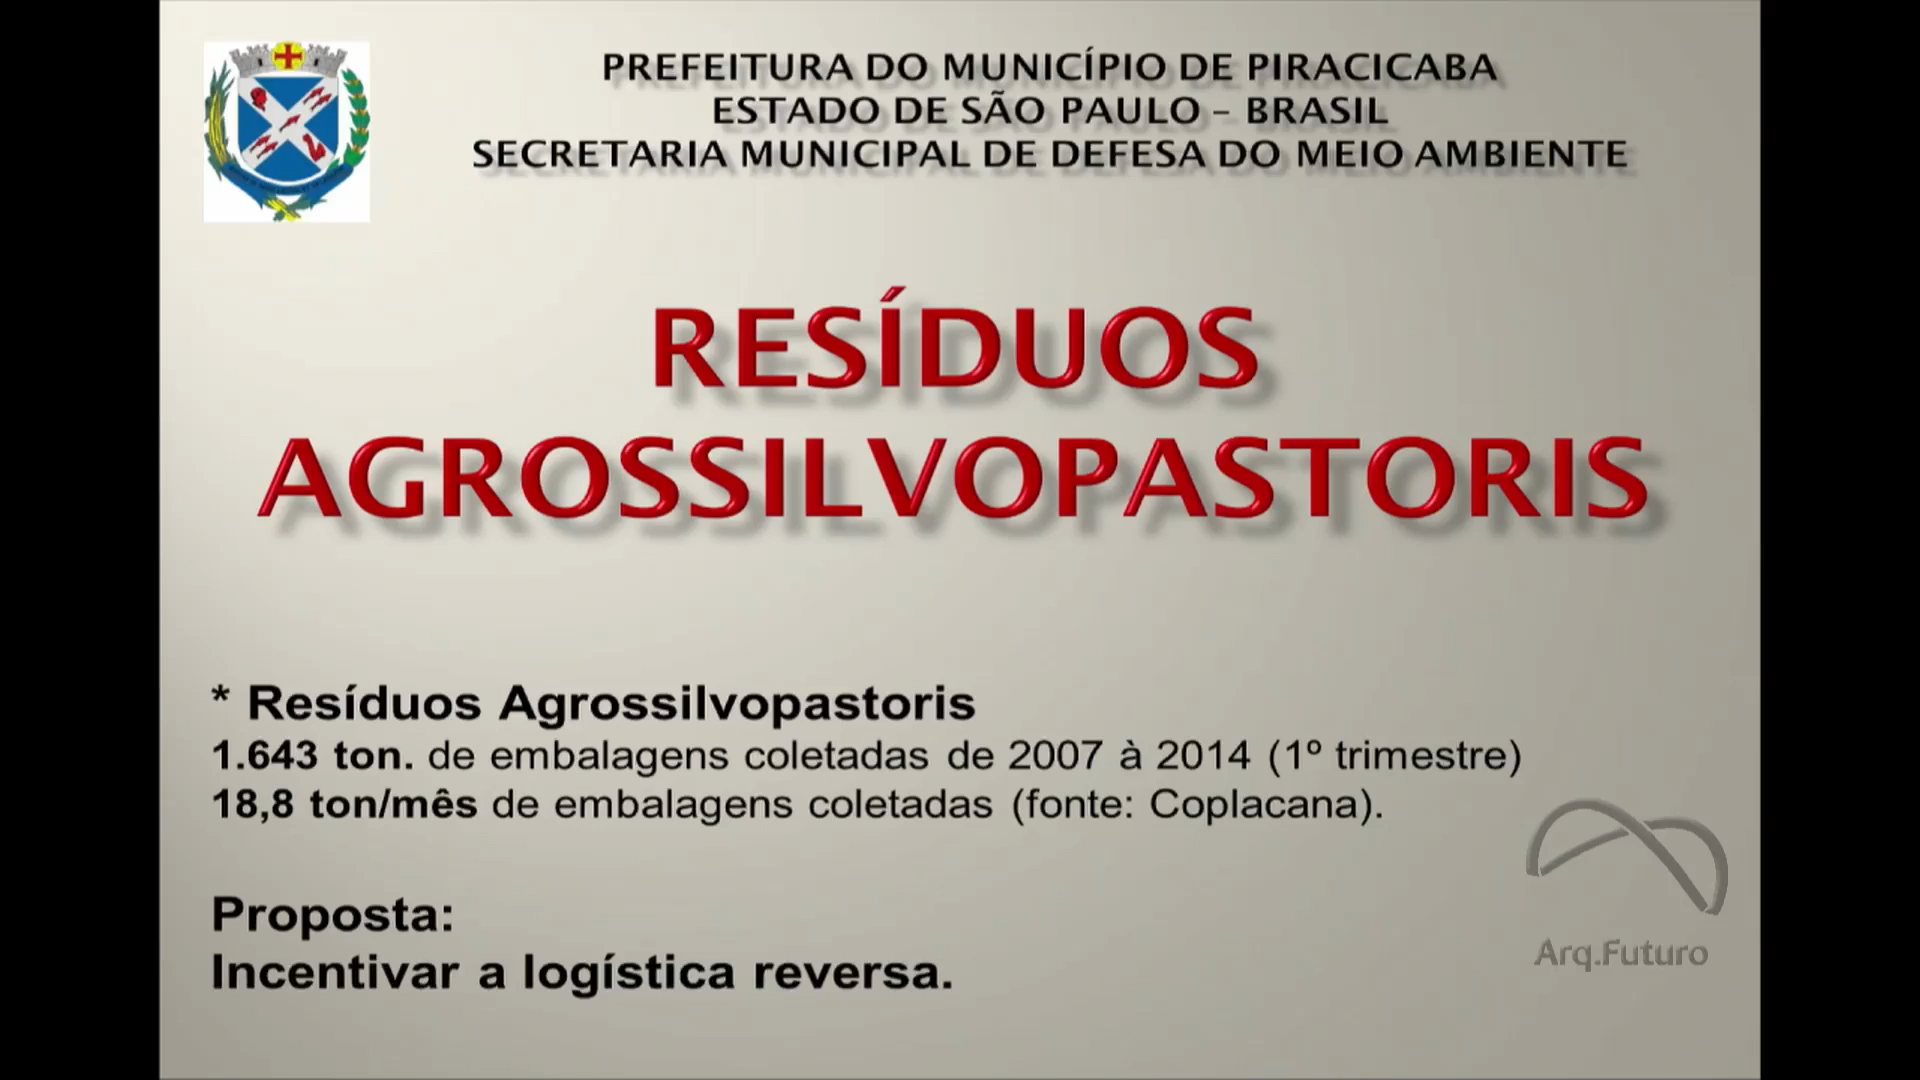 PREFEITURA DO MUNICÍPIO DE PIRACICABA
ESTADO DE SÃO PAULO – BRASIL
SECRETARIA MUNICIPAL DE DEFESA DO MEIO AMBIENTE
RESÍDUOS
AGROSSILVOPASTORIS
* Resíduos Agrossilvopastoris
1.643 ton. de embalagens coletadas de 2007 à 2014 (1º trimestre)
18,8 ton/mês de embalagens coletadas (fonte: Coplacana).
Proposta:
Incentivar a logística reversa.
Arq.Futuro